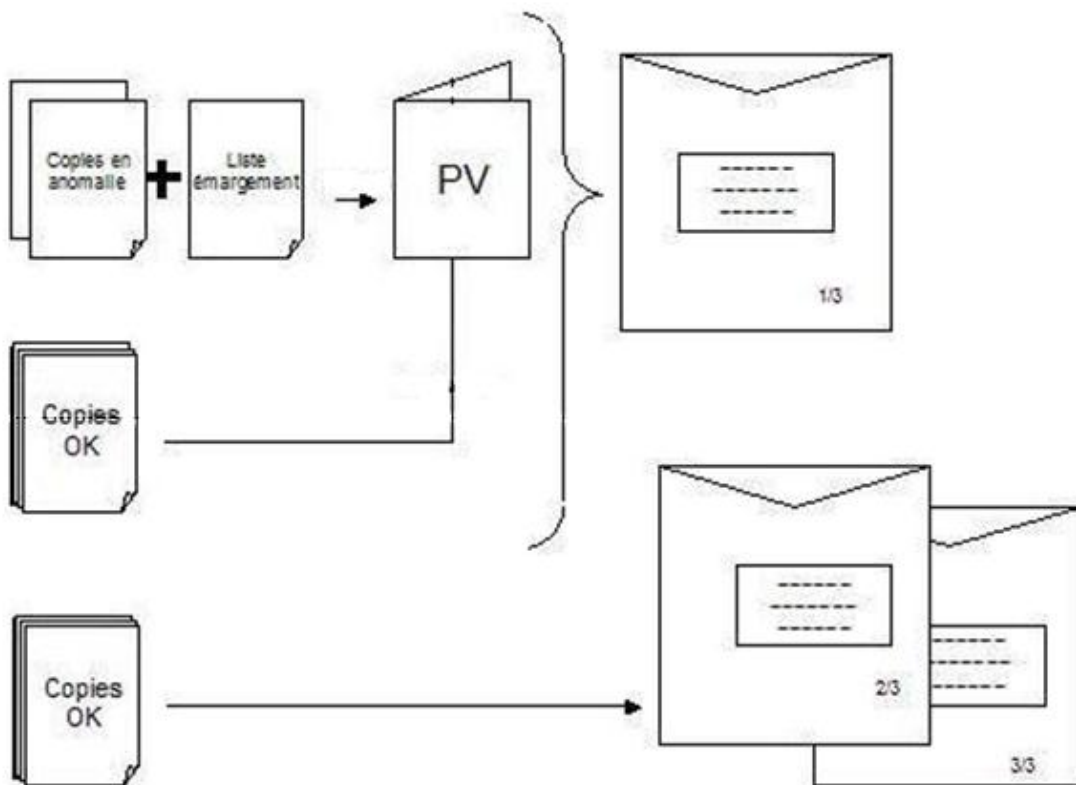 Copies en
anomalie
+
Liste
émargement
PV
1/3
Copies
OK
2/3
Copies
OK
3/3